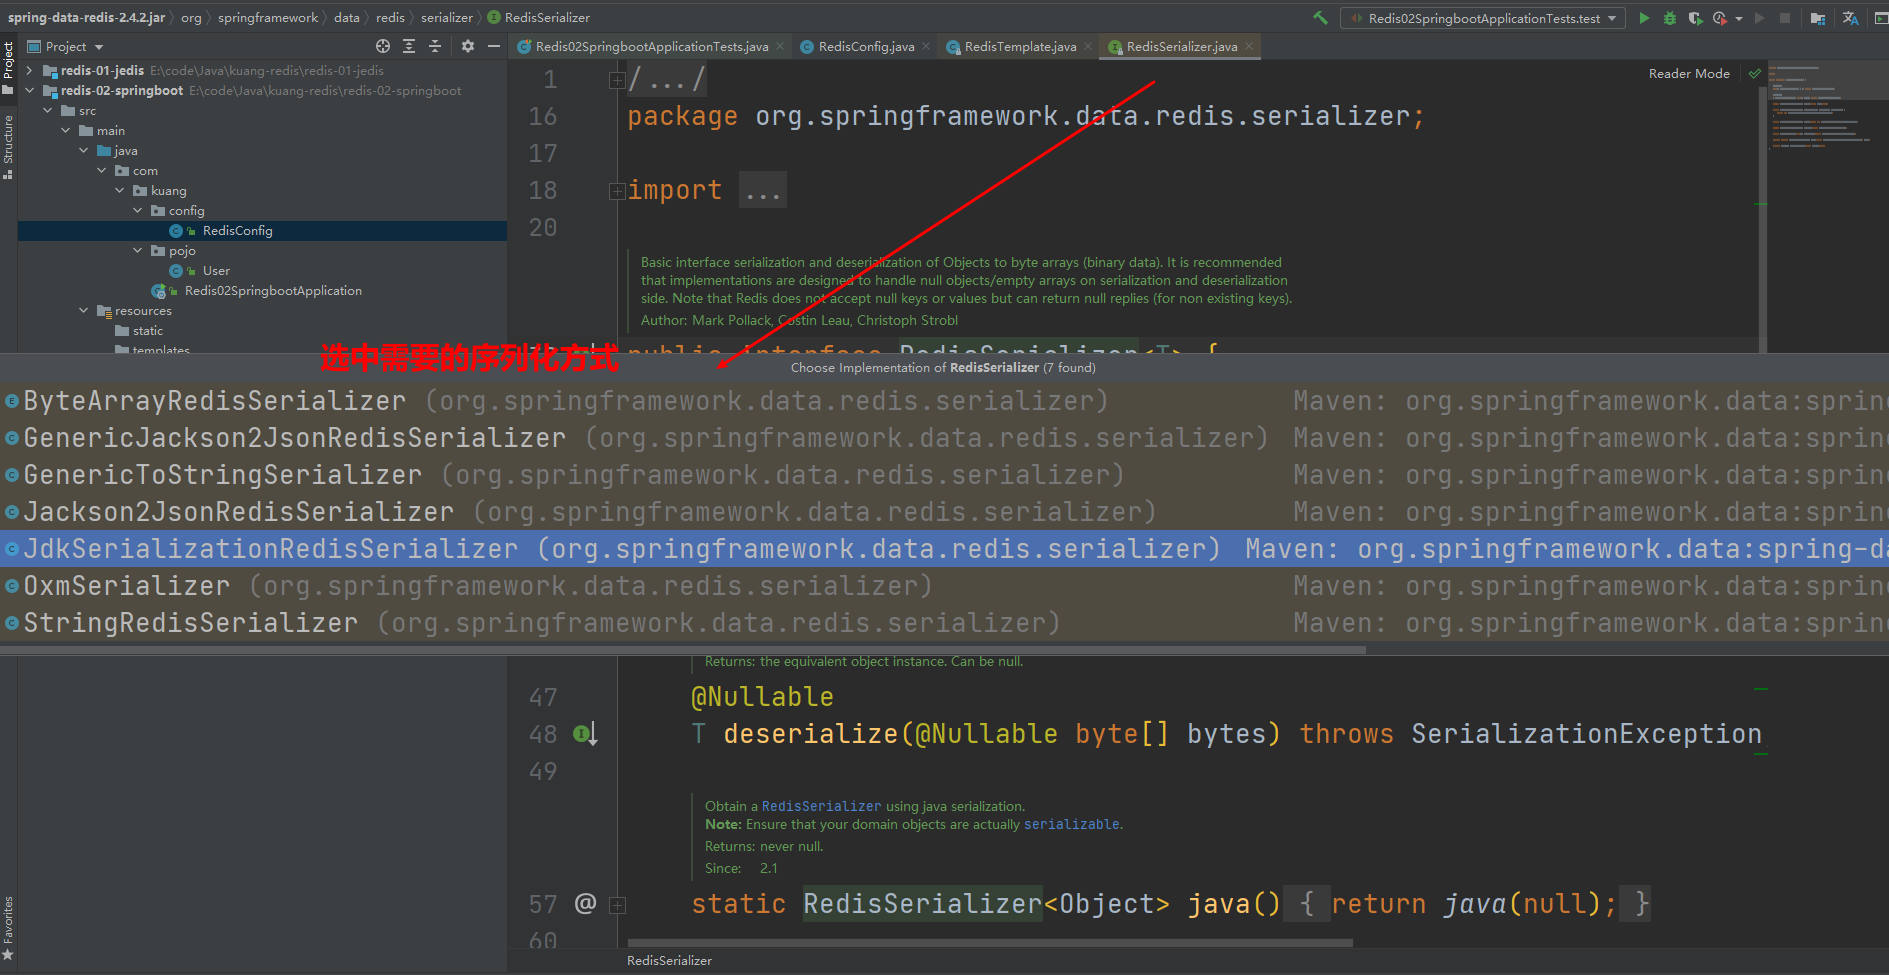 spring-data-redis-2.4.2.jar org springframework data redis serializer RedisSerializer
Redis02SpringbootApplicationTests.test
Project
Redis02SpringbootApplicationTests.java RedisConfig.java RedisTemplate.java RedisSerializer.java
Project
Structure
Favorites
redis-01-jedis E:\code\Java\kuang-redis\redis-01-jedis
redis-02-springboot E:\code\Java\kuang-redis\redis-02-springboot
src
main
java
com
kuang
config
RedisConfig
pojo
User
Redis02SpringbootApplication
resources
static
templates
Reader Mode
1 /.../
16 package org.springframework.data.redis.serializer;
17
18 import ...
20
Basic interface serialization and deserialization of Objects to byte arrays (binary data). It is recommended
that implementations are designed to handle null objects/empty arrays on serialization and deserialization
side. Note that Redis does not accept null keys or values but can return null replies (for non existing keys).
Author: Mark Pollack, Costin Leau, Christoph Strobl
public interface RedisSerializer<T> {
选中需要的序列化方式
Choose Implementation of RedisSerializer (7 found)
ByteArrayRedisSerializer (org.springframework.data.redis.serializer) Maven: org.springframework.data:spring
GenericJackson2JsonRedisSerializer (org.springframework.data.redis.serializer) Maven: org.springframework.data:spring
GenericToStringSerializer (org.springframework.data.redis.serializer) Maven: org.springframework.data:spring
Jackson2JsonRedisSerializer (org.springframework.data.redis.serializer) Maven: org.springframework.data:spring
JdkSerializationRedisSerializer (org.springframework.data.redis.serializer) Maven: org.springframework.data:spring-da
OxmSerializer (org.springframework.data.redis.serializer) Maven: org.springframework.data:spring
StringRedisSerializer (org.springframework.data.redis.serializer) Maven: org.springframework.data:spring
Returns: the equivalent object instance. Can be null.
47 @Nullable
48 T deserialize(@Nullable byte[] bytes) throws SerializationException
49
Obtain a RedisSerializer using java serialization.
Note: Ensure that your domain objects are actually serializable.
Returns: never null.
Since: 2.1
57 @ static RedisSerializer<Object> java() { return java(null); }
60
RedisSerializer